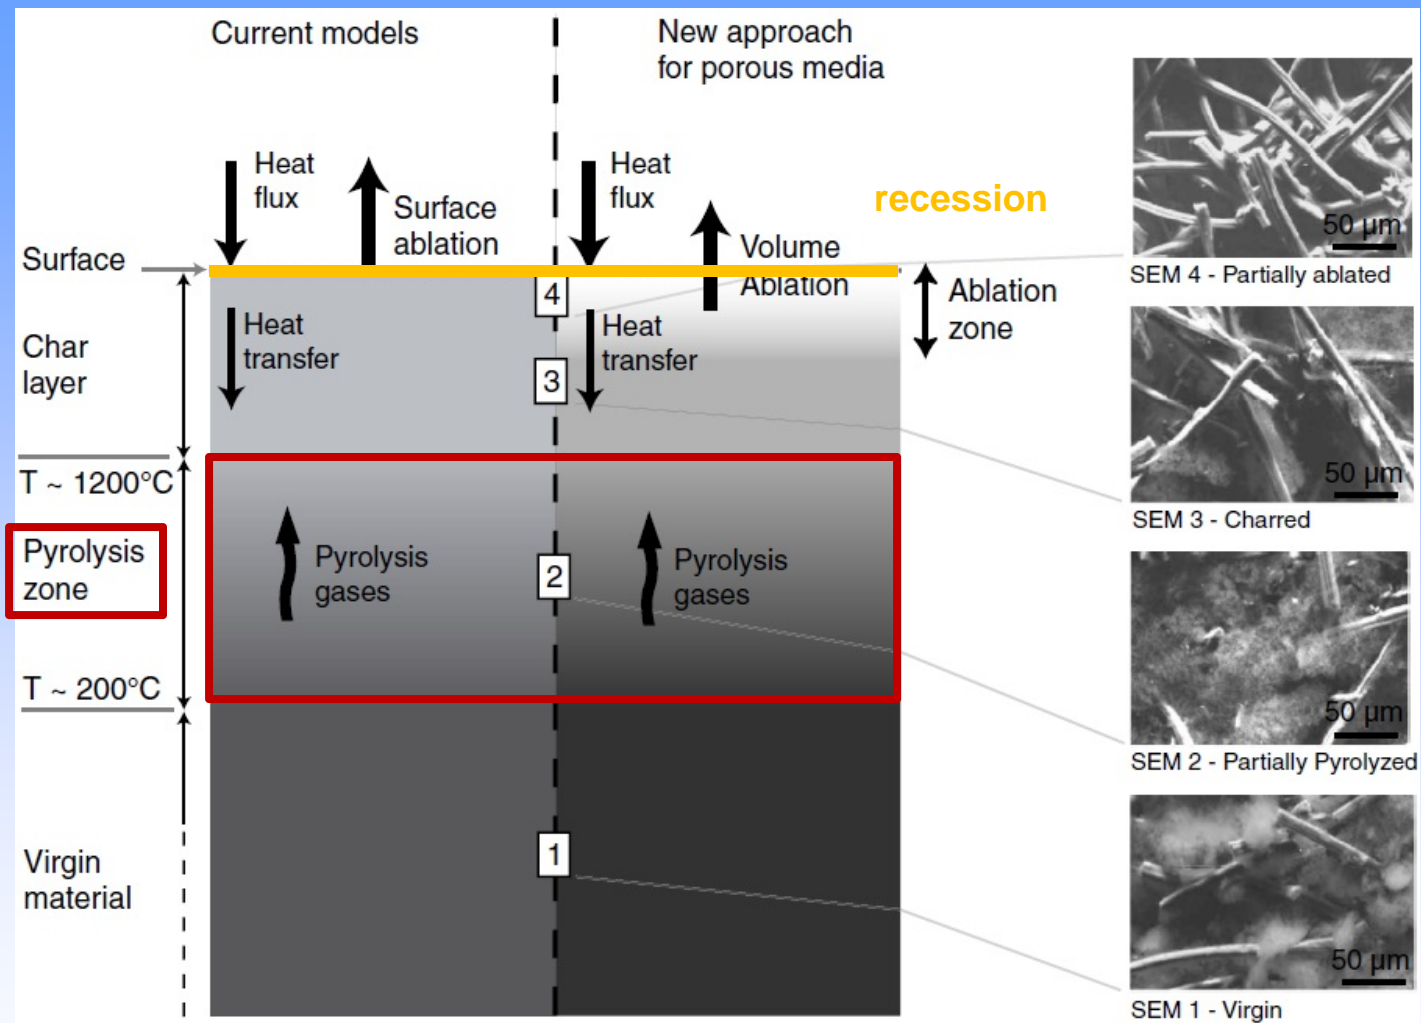 Current models
New approach
for porous media
Heat
flux
Surface
ablation
Heat
flux
Volume
Ablation
recession
Surface
Char
layer
Heat
transfer
Heat
transfer
Ablation
zone
4
3
T ~ 1200°C
Pyrolysis
zone
Pyrolysis
gases
2
Pyrolysis
gases
T ~ 200°C
Virgin
material
1
50 µm
SEM 4 - Partially ablated
50 µm
SEM 3 - Charred
50 µm
SEM 2 - Partially Pyrolyzed
50 µm
SEM 1 - Virgin